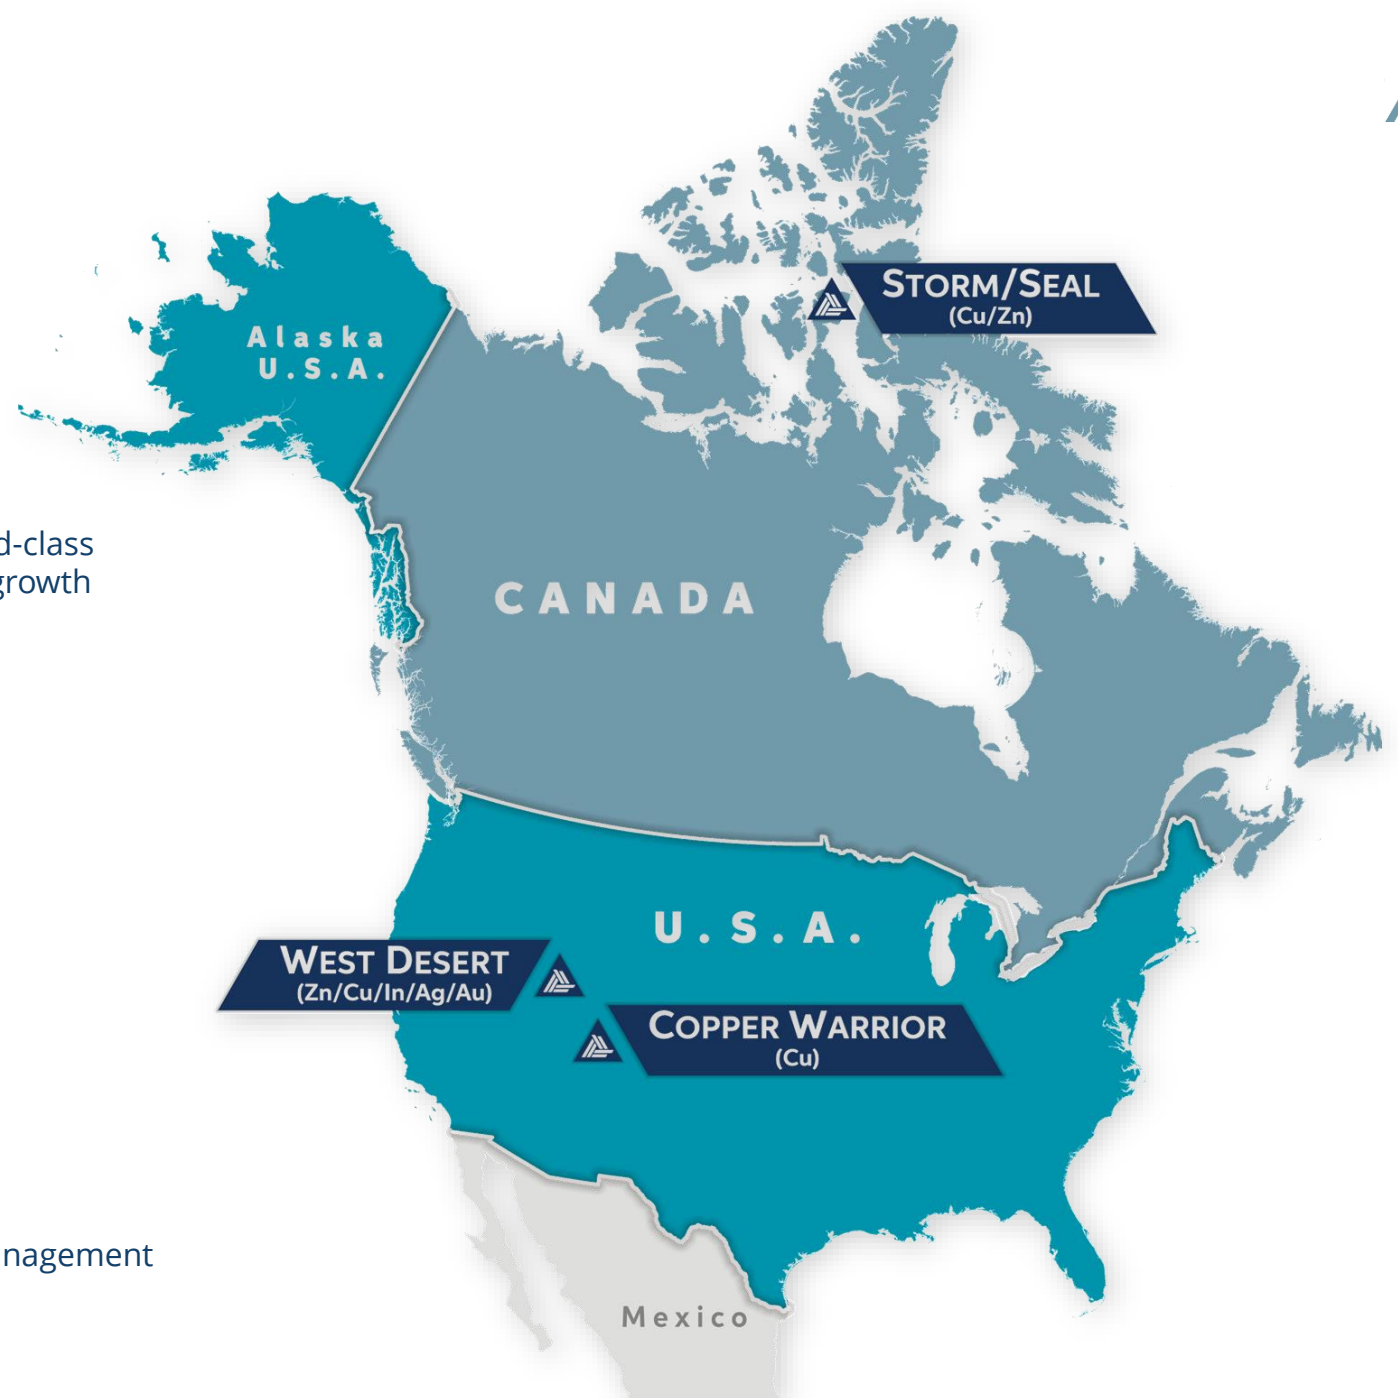 STORM/SEAL
(Cu/Zn)
Alaska
U.S.A.
d-class
growth
CANADA
U.S.A.
WEST DESERT
(Zn/Cu/In/Ag/Au)
COPPER WARRIOR
(Cu)
nagement
Mexico